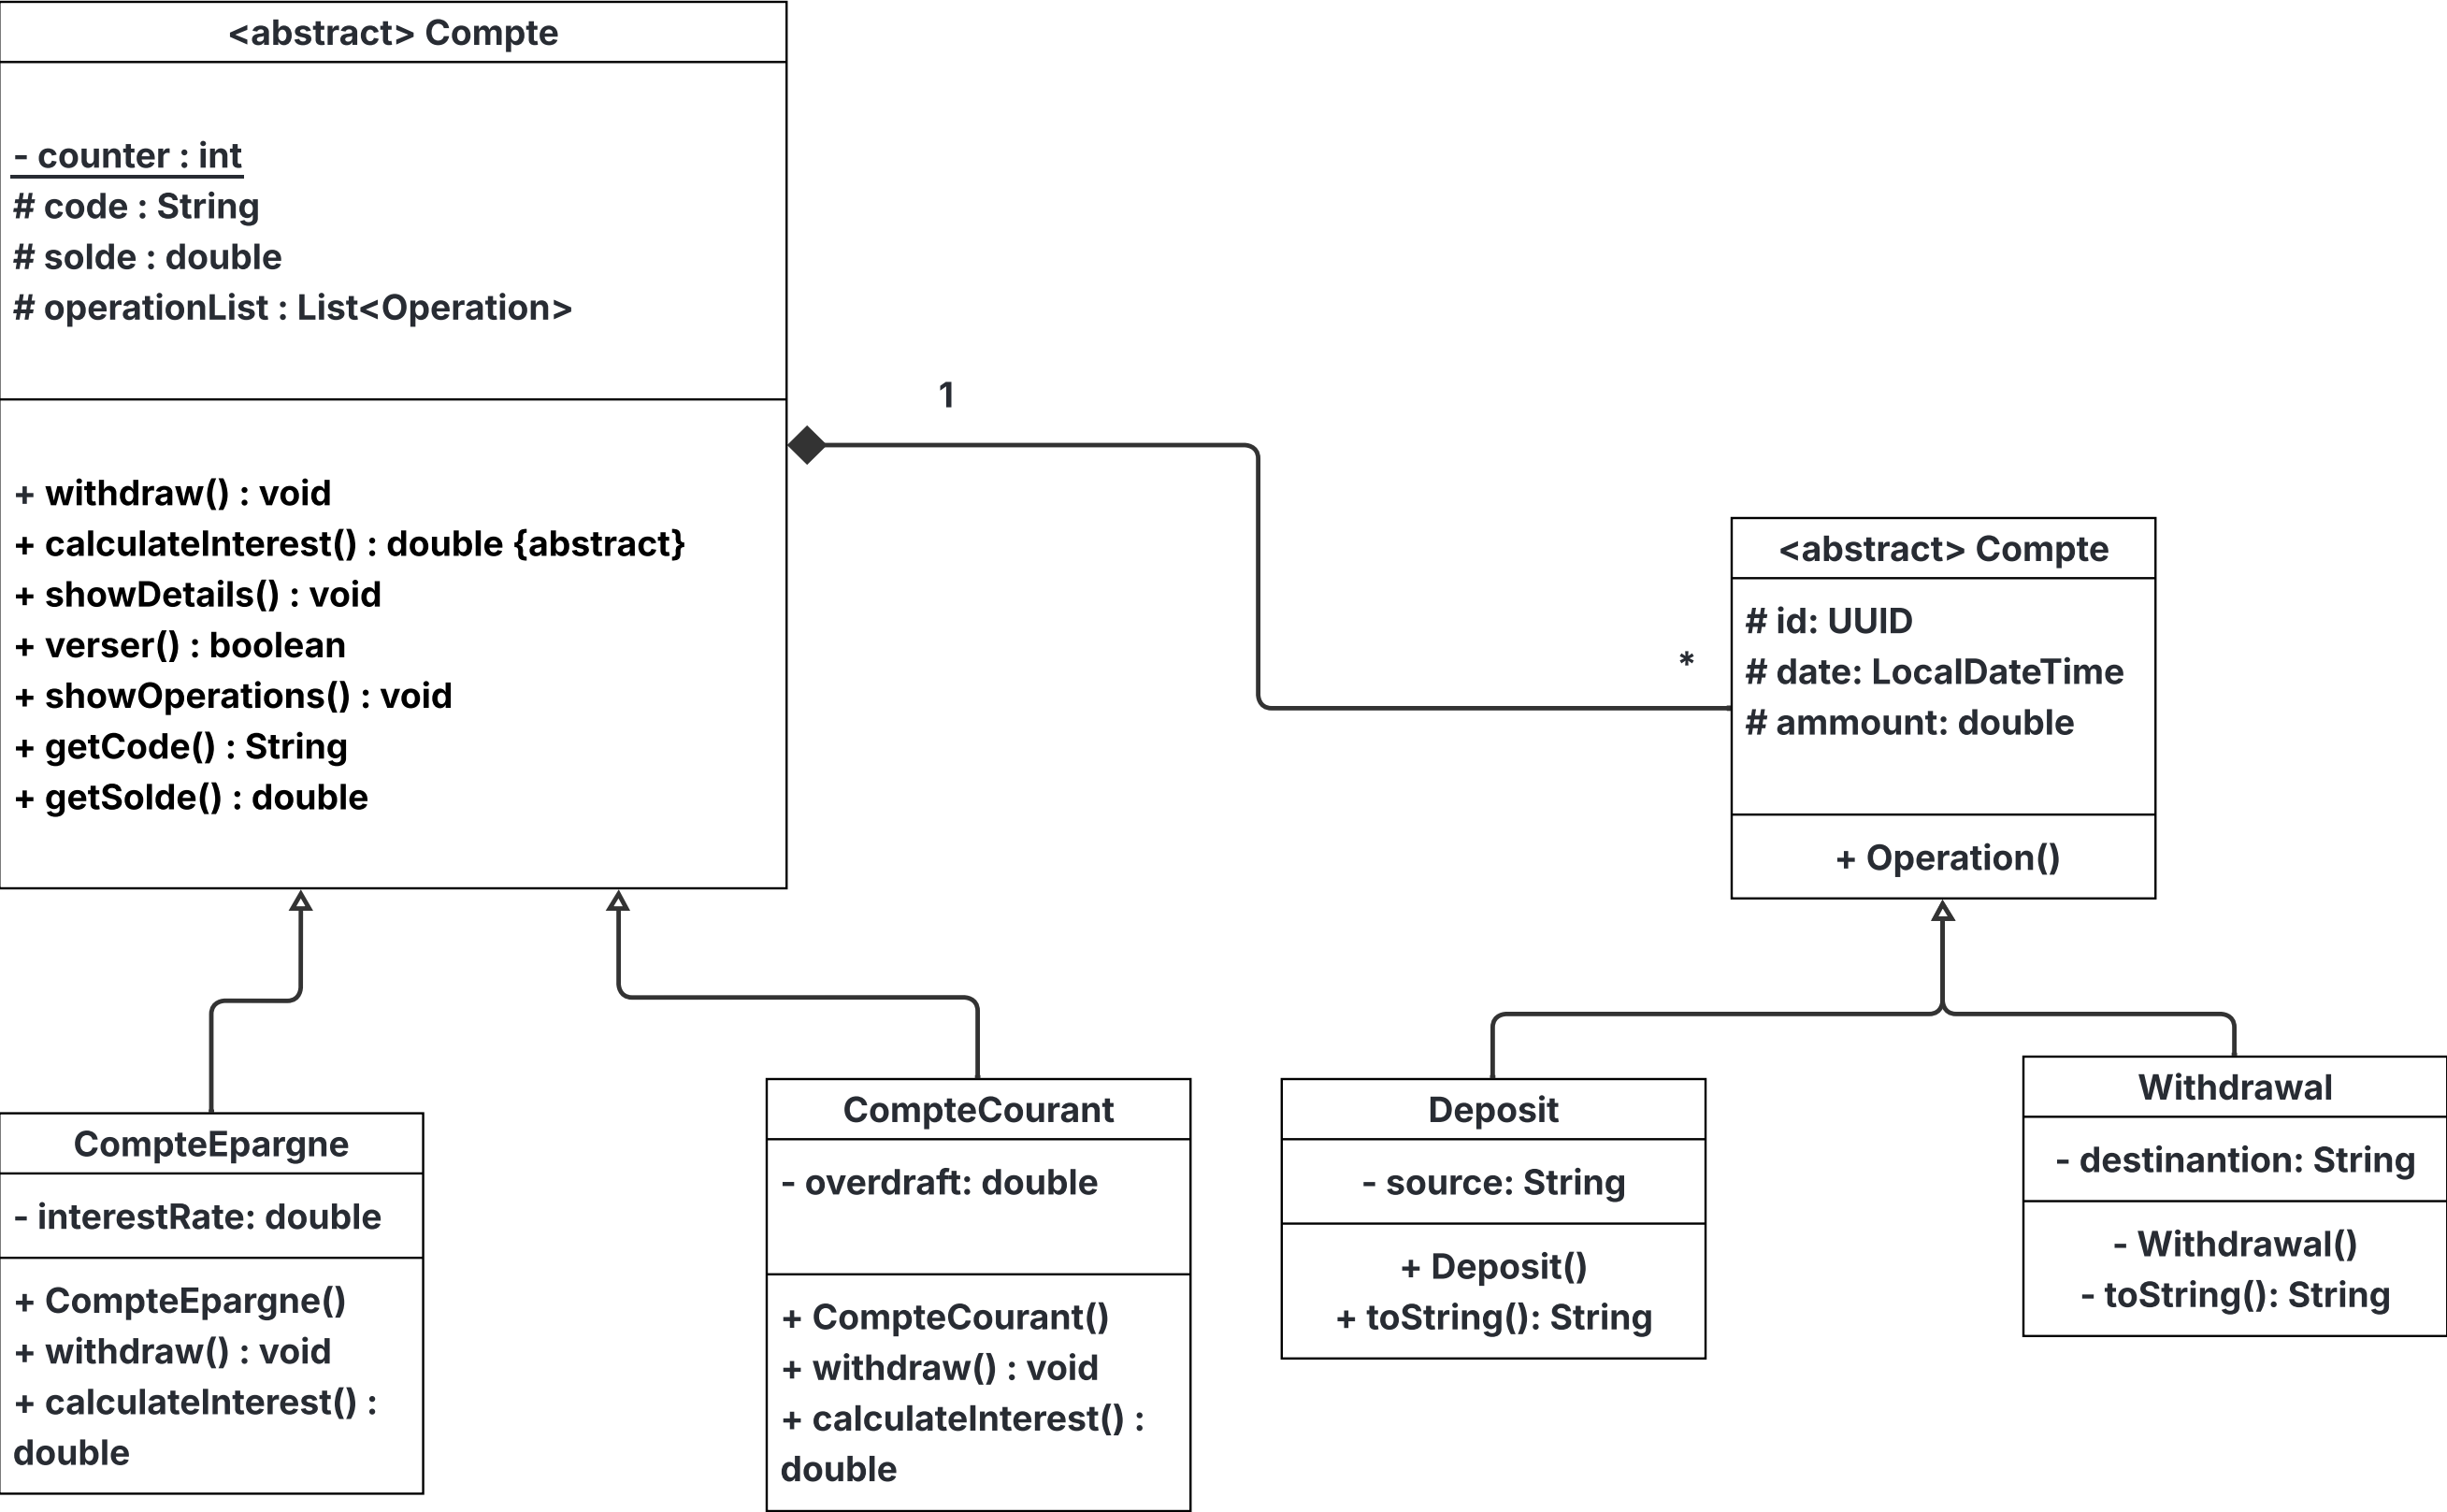 <abstract> Compte
- counter : int
# code : String
# solde : double
# operationList : List<Operation>
+ withdraw() : void
+ calculateInterest() : double {abstract}
+ showDetails() : void
+ verser() : boolean
+ showOperations() : void
+ getCode() : String
+ getSolde() : double
1
*
<abstract> Compte
# id: UUID
# date: LocalDateTime
# ammount: double
+ Operation()
CompteEpargne
- interestRate: double
+ CompteEpargne()
+ withdraw() : void
+ calculateInterest() :
double
CompteCourant
- overdraft: double
+ CompteCourant()
+ withdraw() : void
+ calculateInterest() :
double
Deposit
- source: String
+ Deposit()
+ toString(): String
Withdrawal
- destinantion: String
- Withdrawal()
- toString(): String